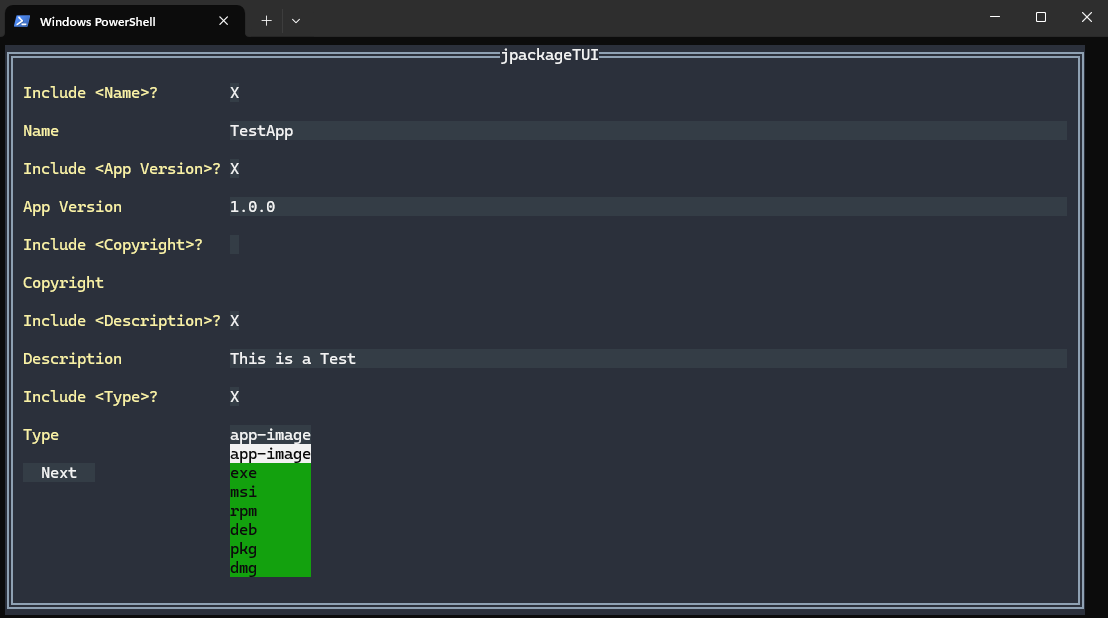 Windows PowerShell
jpackageTUI
Include <Name>? X
Name TestApp
Include <App Version>? X
App Version 1.0.0
Include <Copyright>?
Copyright
Include <Description>? X
Description This is a Test
Include <Type>? X
Type app-image
app-image
Next exe
msi
rpm
deb
pkg
dmg